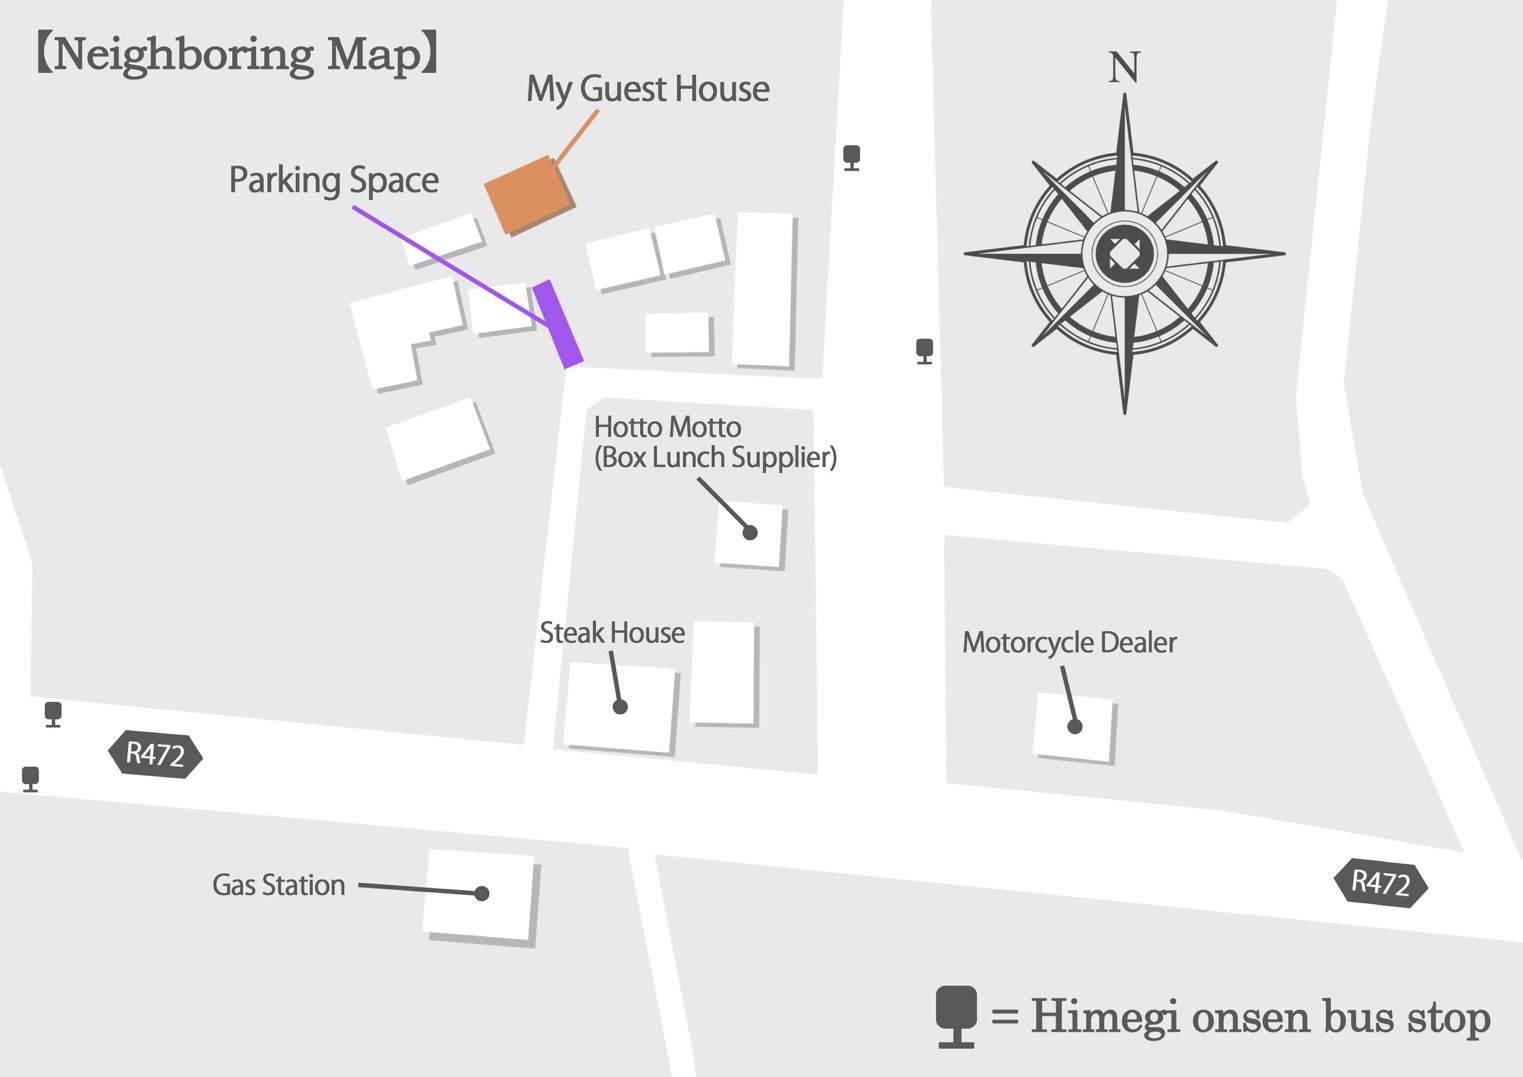 【Neighboring Map】
N
My Guest House
Parking Space
Hotto Motto
(Box Lunch Supplier)
Steak House
Motorcycle Dealer
R472
Gas Station
R472
= Himegi onsen bus stop